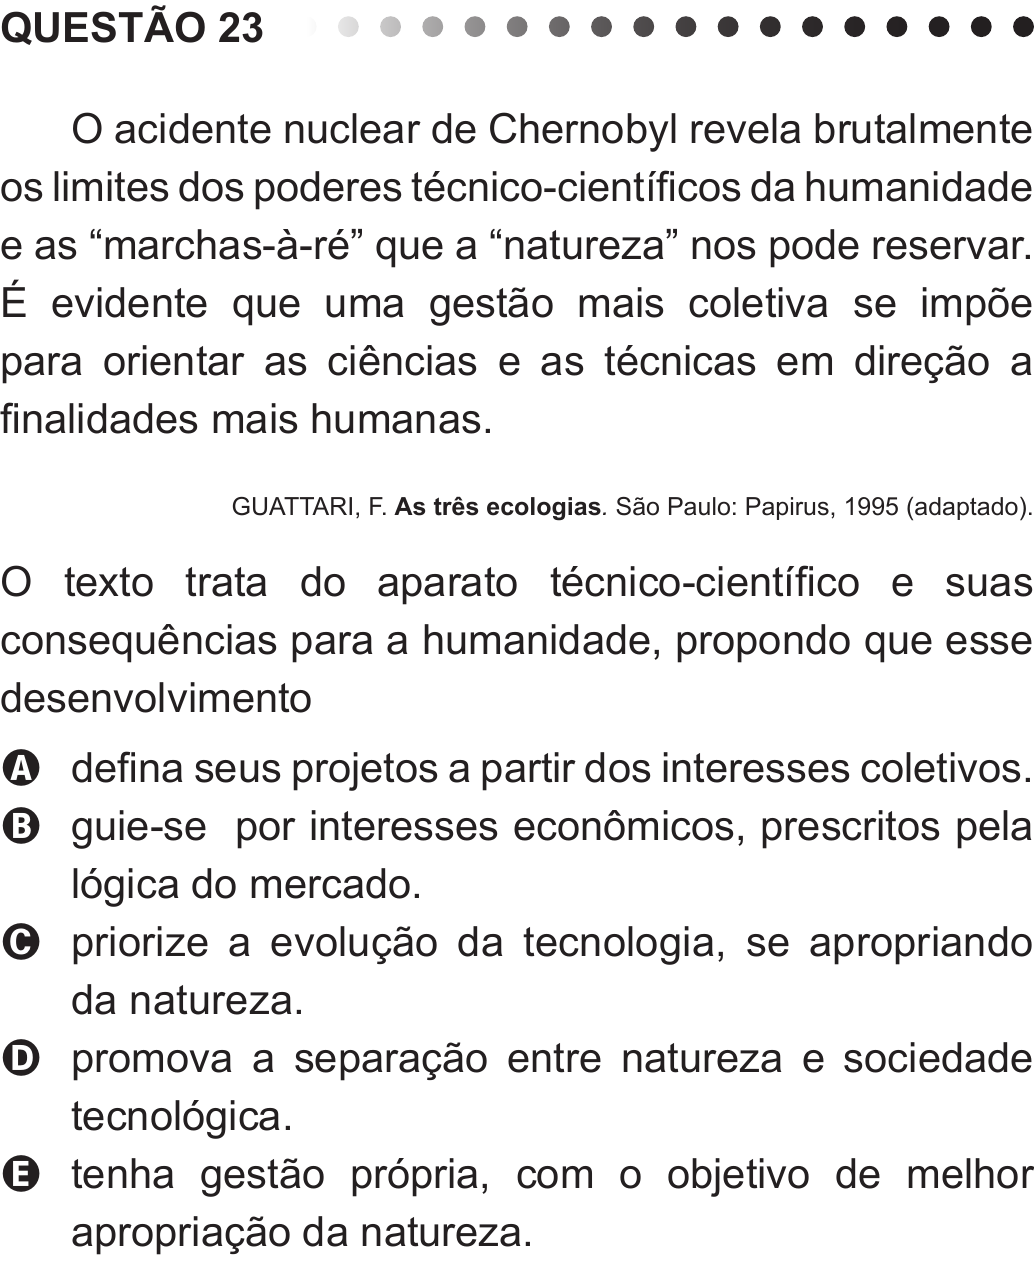 QUESTÃO 23
O acidente nuclear de Chernobyl revela brutalmente
os limites dos poderes técnico-científicos da humanidade
e as “marchas-à-ré” que a “natureza” nos pode reservar.
É evidente que uma gestão mais coletiva se impõe
para orientar as ciências e as técnicas em direção a
finalidades mais humanas.
GUATTARI, F. As três ecologias. São Paulo: Papirus, 1995 (adaptado).
O texto trata do aparato técnico-científico e suas
consequências para a humanidade, propondo que esse
desenvolvimento
A defina seus projetos a partir dos interesses coletivos.
B guie-se por interesses econômicos, prescritos pela
lógica do mercado.
C priorize a evolução da tecnologia, se apropriando
da natureza.
D promova a separação entre natureza e sociedade
tecnológica.
E tenha gestão própria, com o objetivo de melhor
apropriação da natureza.